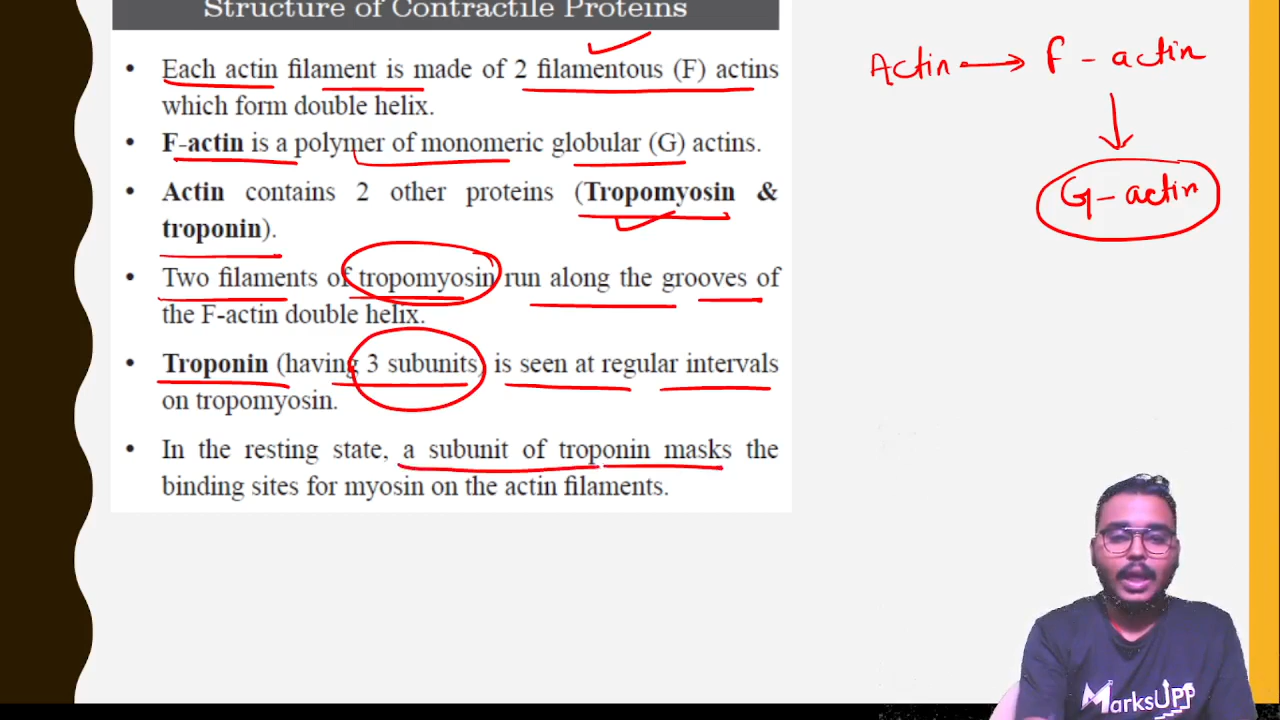 Structure of Contractile Proteins
• Each actin filament is made of 2 filamentous (F) actins
which form double helix.
• F-actin is a polymer of monomeric globular (G) actins.
• Actin contains 2 other proteins (Tropomyosin &
troponin).
• Two filaments of tropomyosin run along the grooves of
the F-actin double helix.
• Troponin (having 3 subunits) is seen at regular intervals
on tropomyosin.
• In the resting state, a subunit of troponin masks the
binding sites for myosin on the actin filaments.
Actin → F - actin
↓
G - actin
MarksUPP